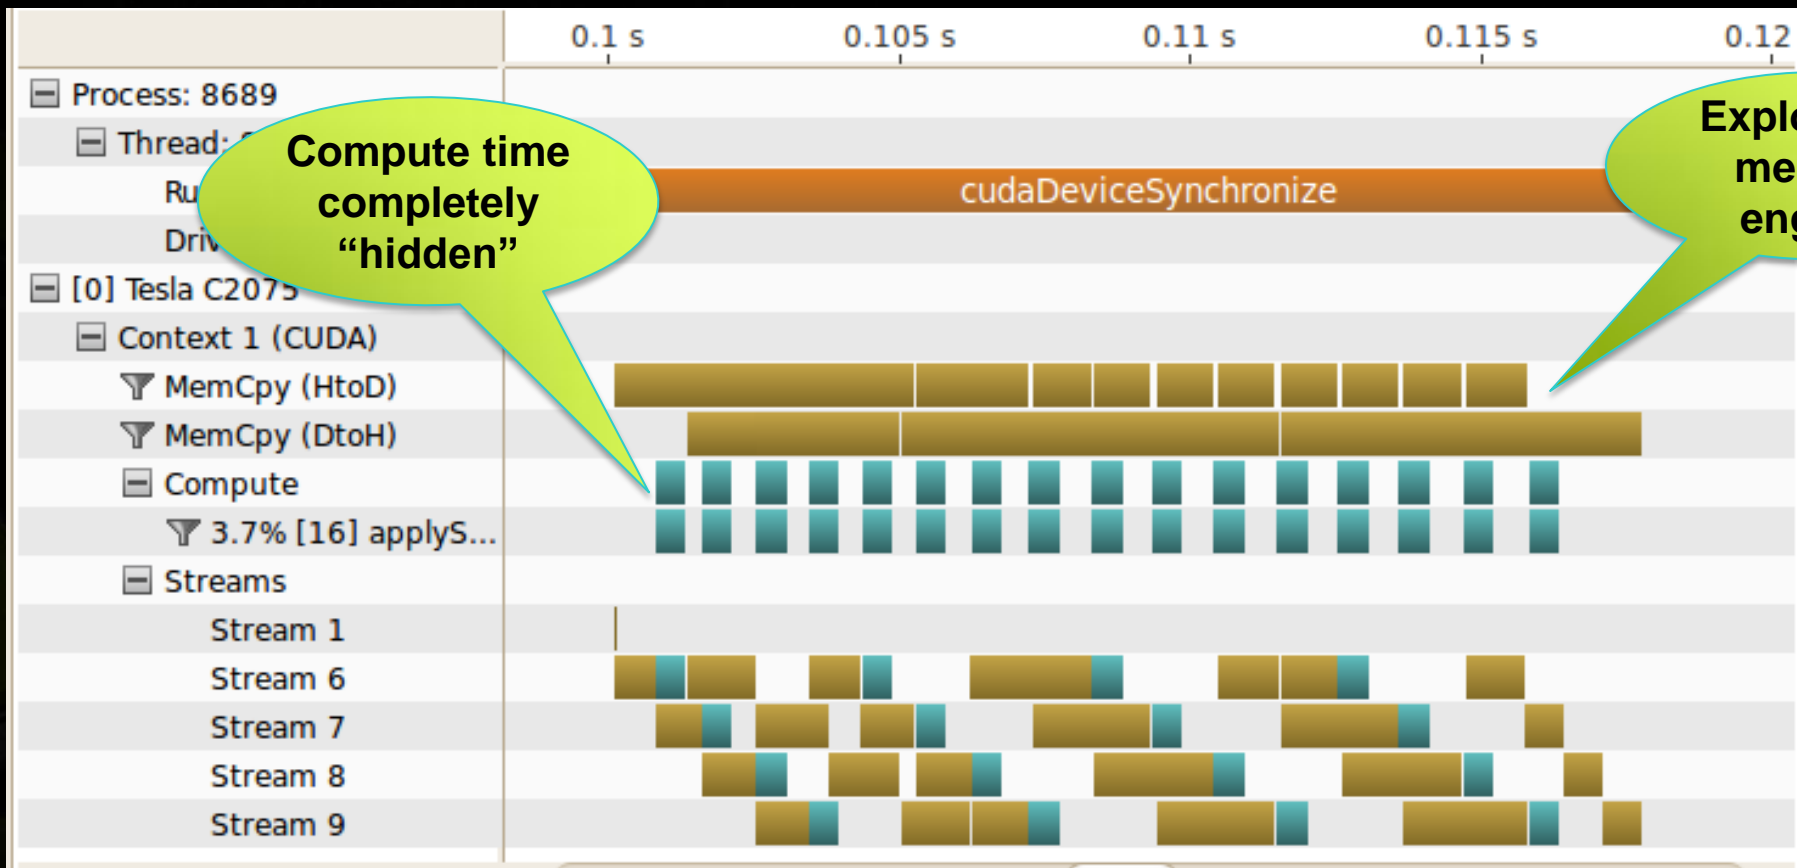 0.1 s 0.105 s 0.11 s 0.115 s 0.12
Process: 8689
Thread:
Compute time
completely
“hidden”
cudaDeviceSynchronize
[0] Tesla C2075
Context 1 (CUDA)
MemCpy (HtoD)
MemCpy (DtoH)
Compute
3.7% [16] applyS...
Streams
Stream 1
Stream 6
Stream 7
Stream 8
Stream 9